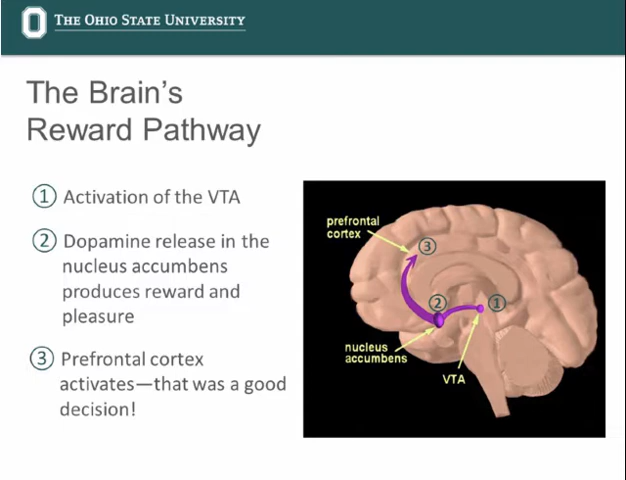 THE OHIO STATE UNIVERSITY
The Brain's
Reward Pathway
① Activation of the VTA
② Dopamine release in the
nucleus accumbens
produces reward and
pleasure
③ Prefrontal cortex
activates—that was a good
decision!
prefrontal
cortex
③
②
①
nucleus
accumbens
VTA